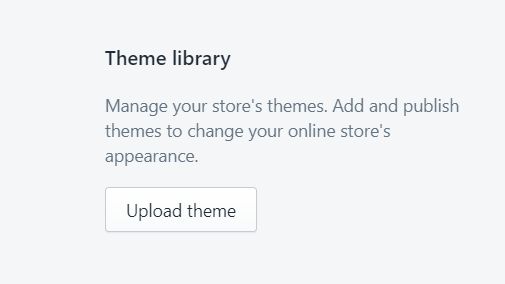 Theme library
Manage your store's themes. Add and publish
themes to change your online store's
appearance.
Upload theme